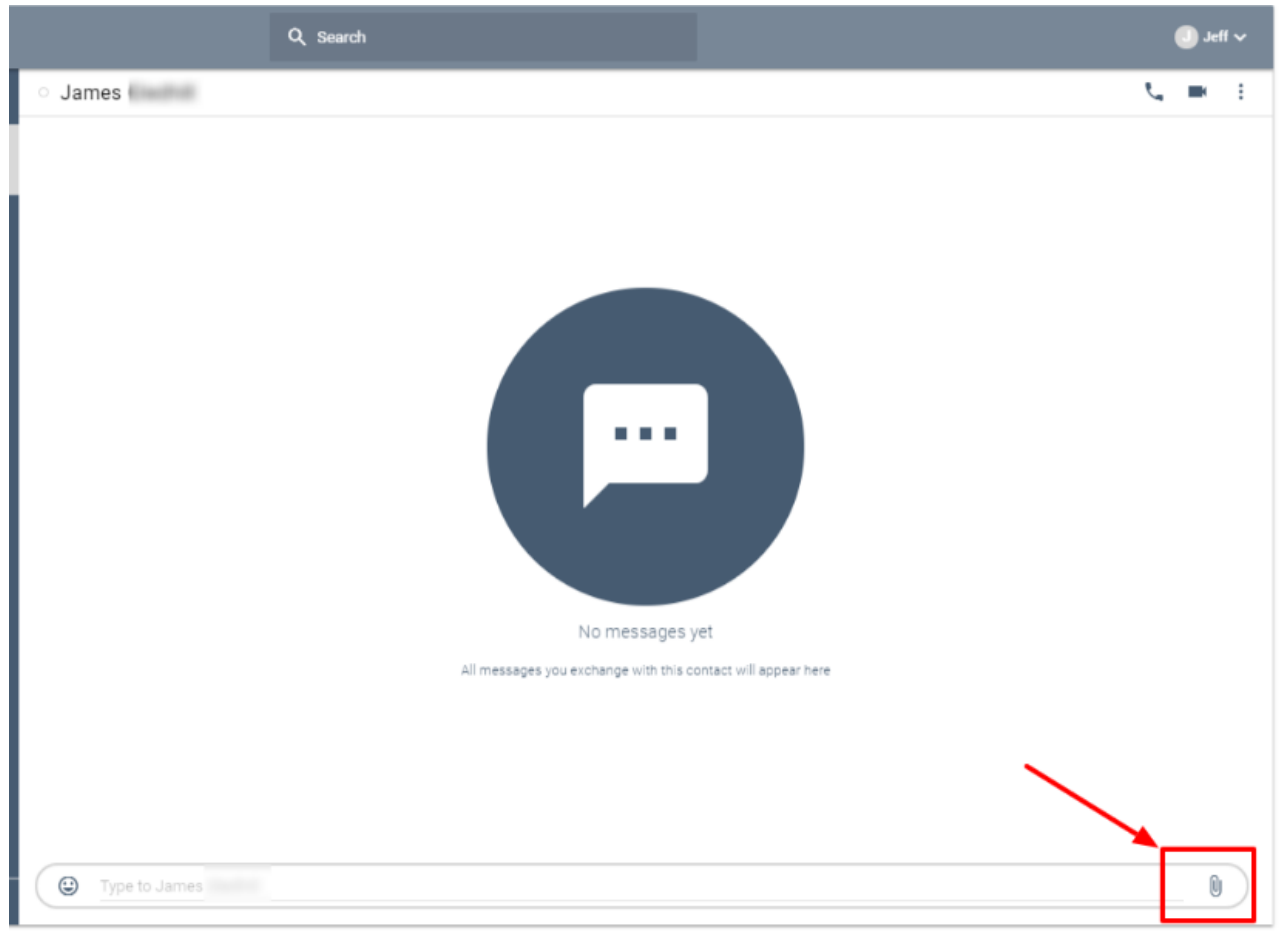 Search
J Jeff
James
No messages yet
All messages you exchange with this contact will appear here
Type to James